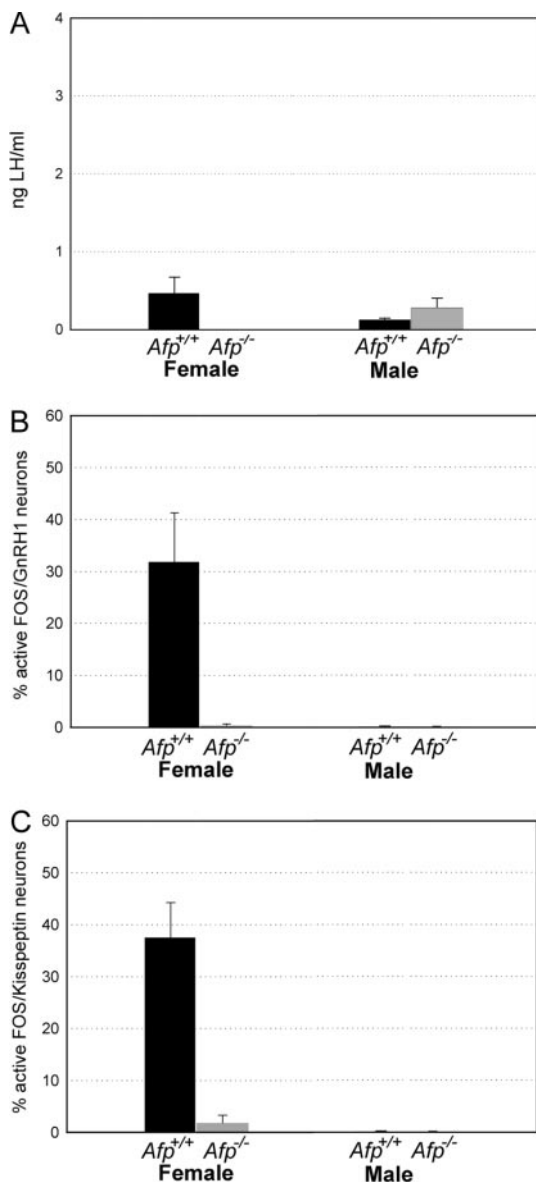 A
4
3
2
1
0
ng LH/ml
Afp+/+ Afp-/- Afp+/+ Afp-/-
Female Male
B
60
50
40
30
20
10
0
% active FOS/GnRH1 neurons
Afp+/+ Afp-/- Afp+/+ Afp-/-
Female Male
C
60
50
40
30
20
10
0
% active FOS/Kisspeptin neurons
Afp+/+ Afp-/- Afp+/+ Afp-/-
Female Male